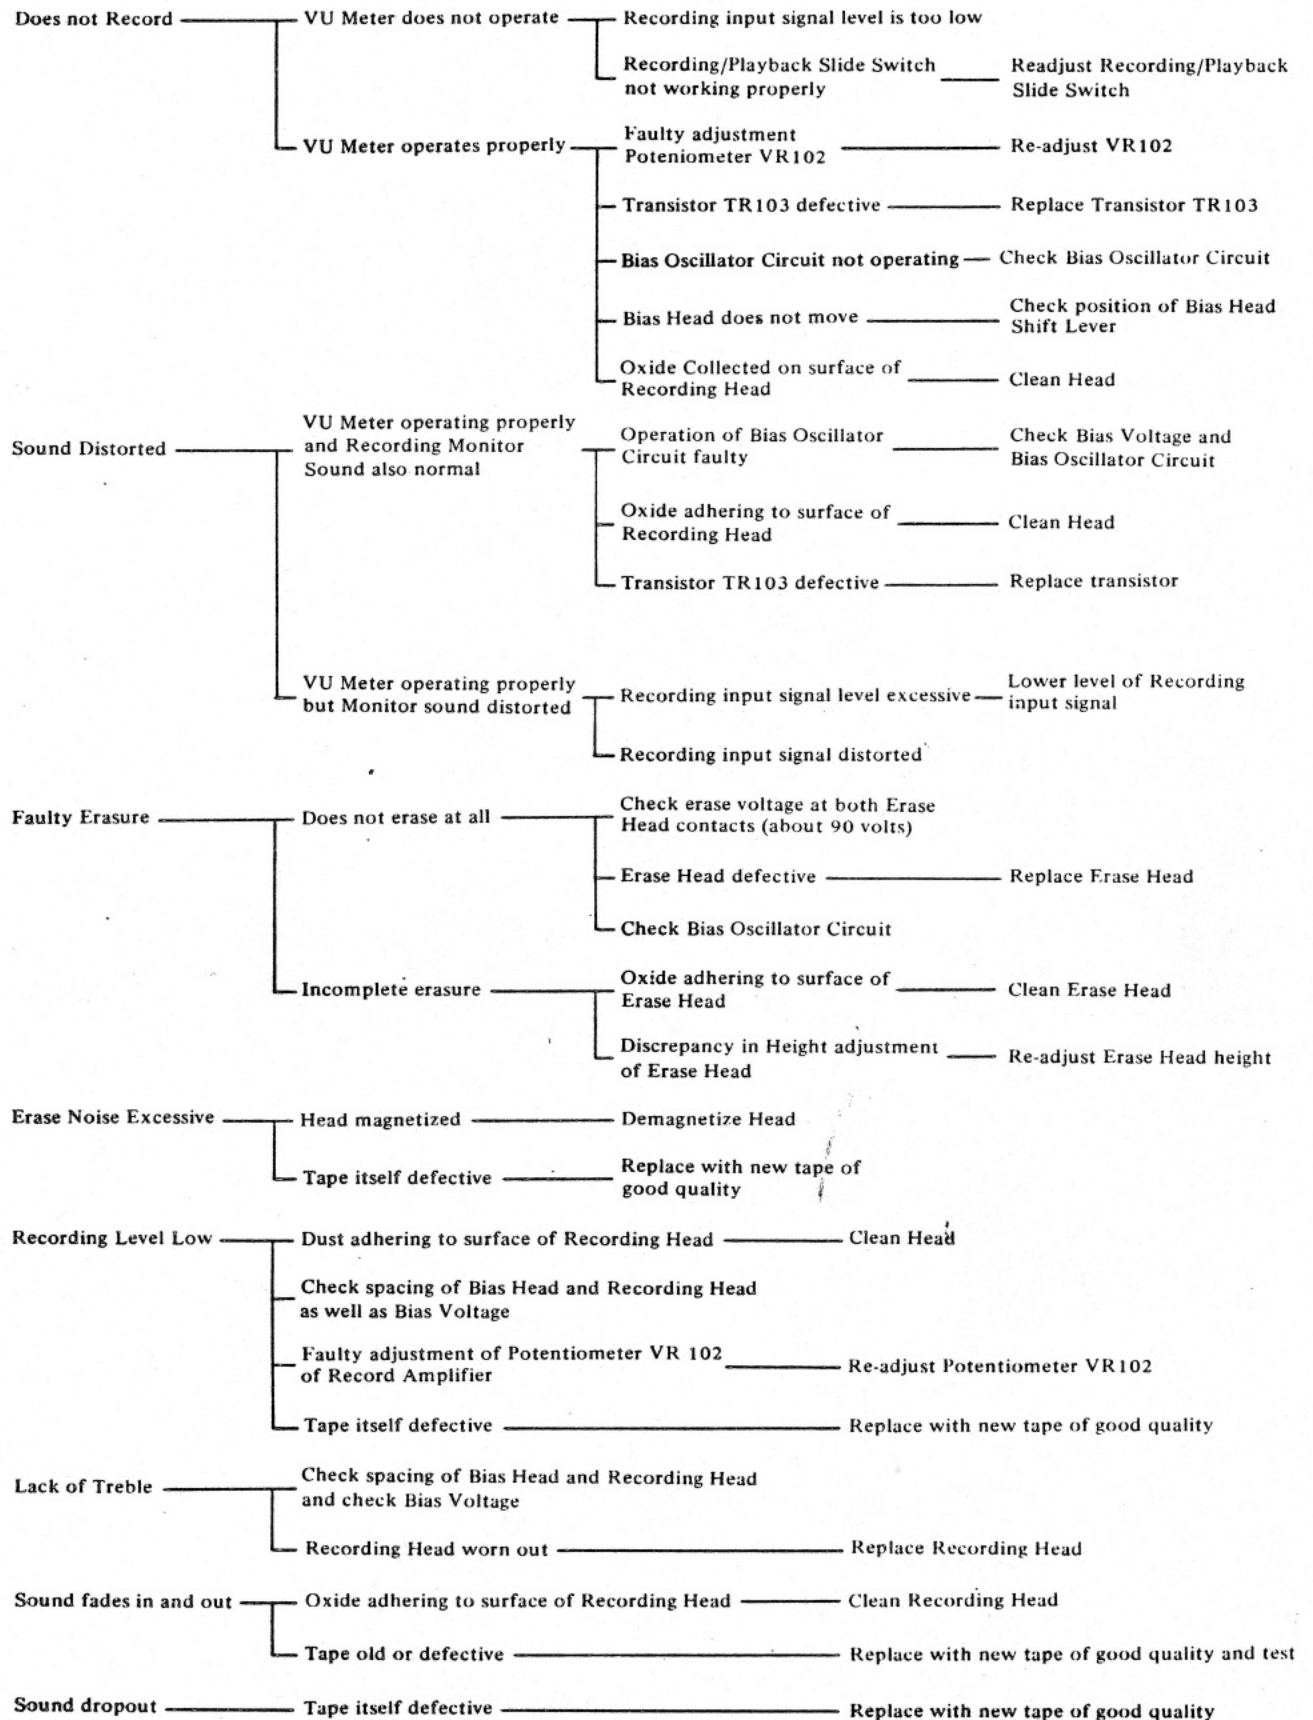 Does not Record
VU Meter does not operate
Recording input signal level is too low
Recording/Playback Slide Switch
not working properly
Readjust Recording/Playback
Slide Switch
VU Meter operates properly
Faulty adjustment
Poteniometer VR102
Re-adjust VR102
Transistor TR103 defective
Replace Transistor TR103
Bias Oscillator Circuit not operating
Check Bias Oscillator Circuit
Bias Head does not move
Check position of Bias Head
Shift Lever
Oxide Collected on surface of
Recording Head
Clean Head
Sound Distorted
VU Meter operating properly
and Recording Monitor
Sound also normal
Operation of Bias Oscillator
Circuit faulty
Check Bias Voltage and
Bias Oscillator Circuit
Oxide adhering to surface of
Recording Head
Clean Head
Transistor TR103 defective
Replace transistor
VU Meter operating properly
but Monitor sound distorted
Recording input signal level excessive
Lower level of Recording
input signal
Recording input signal distorted
Faulty Erasure
Does not erase at all
Check erase voltage at both Erase
Head contacts (about 90 volts)
Erase Head defective
Replace Erase Head
Check Bias Oscillator Circuit
Incomplete erasure
Oxide adhering to surface of
Erase Head
Clean Erase Head
Discrepancy in Height adjustment
of Erase Head
Re-adjust Erase Head height
Erase Noise Excessive
Head magnetized
Demagnetize Head
Tape itself defective
Replace with new tape of
good quality
Recording Level Low
Dust adhering to surface of Recording Head
Clean Head
Check spacing of Bias Head and Recording Head
as well as Bias Voltage
Faulty adjustment of Potentiometer VR 102
of Record Amplifier
Re-adjust Potentiometer VR102
Tape itself defective
Replace with new tape of good quality
Lack of Treble
Check spacing of Bias Head and Recording Head
and check Bias Voltage
Recording Head worn out
Replace Recording Head
Sound fades in and out
Oxide adhering to surface of Recording Head
Clean Recording Head
Tape old or defective
Replace with new tape of good quality and test
Sound dropout
Tape itself defective
Replace with new tape of good quality